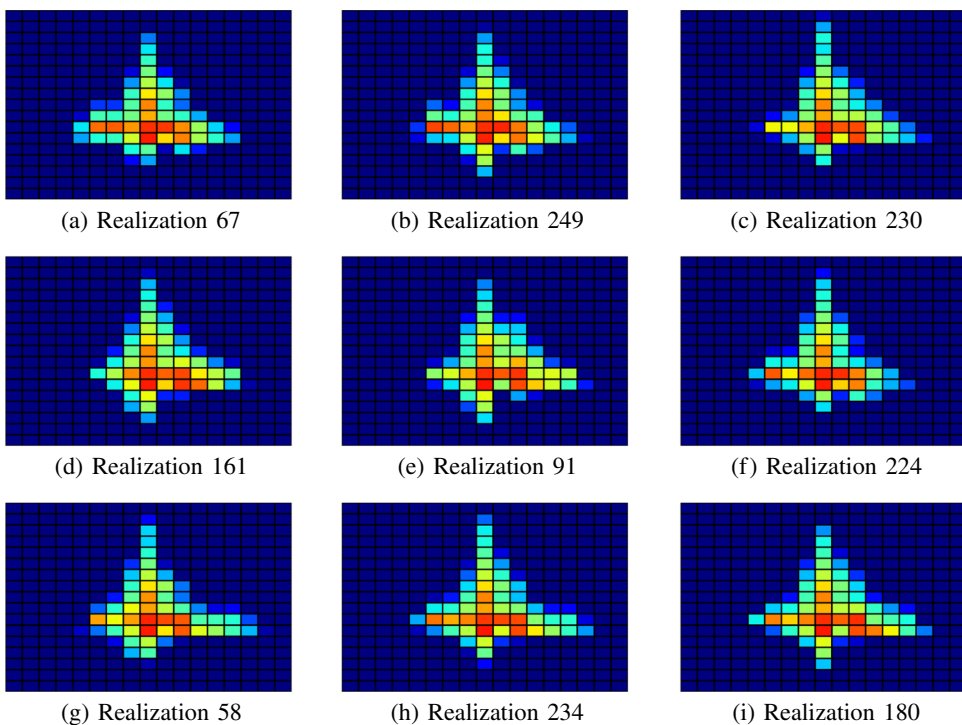 (a) Realization 67
(b) Realization 249
(c) Realization 230
(d) Realization 161
(e) Realization 91
(f) Realization 224
(g) Realization 58
(h) Realization 234
(i) Realization 180